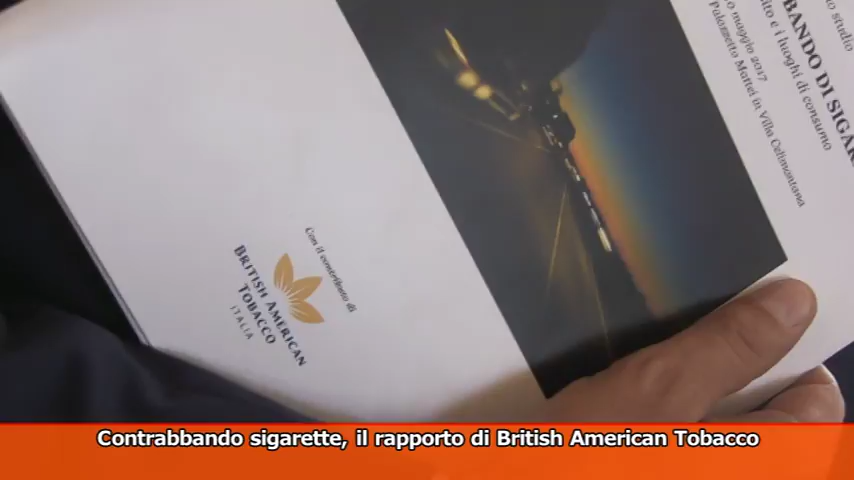 BANDO DI SIGAR
e i luoghi di consumo
maggio 2017
Palazzetto Mattei in Villa Celimontana
Con il contributo di
BRITISH AMERICAN
TOBACCO
ITALIA
Contrabbando sigarette, il rapporto di British American Tobacco